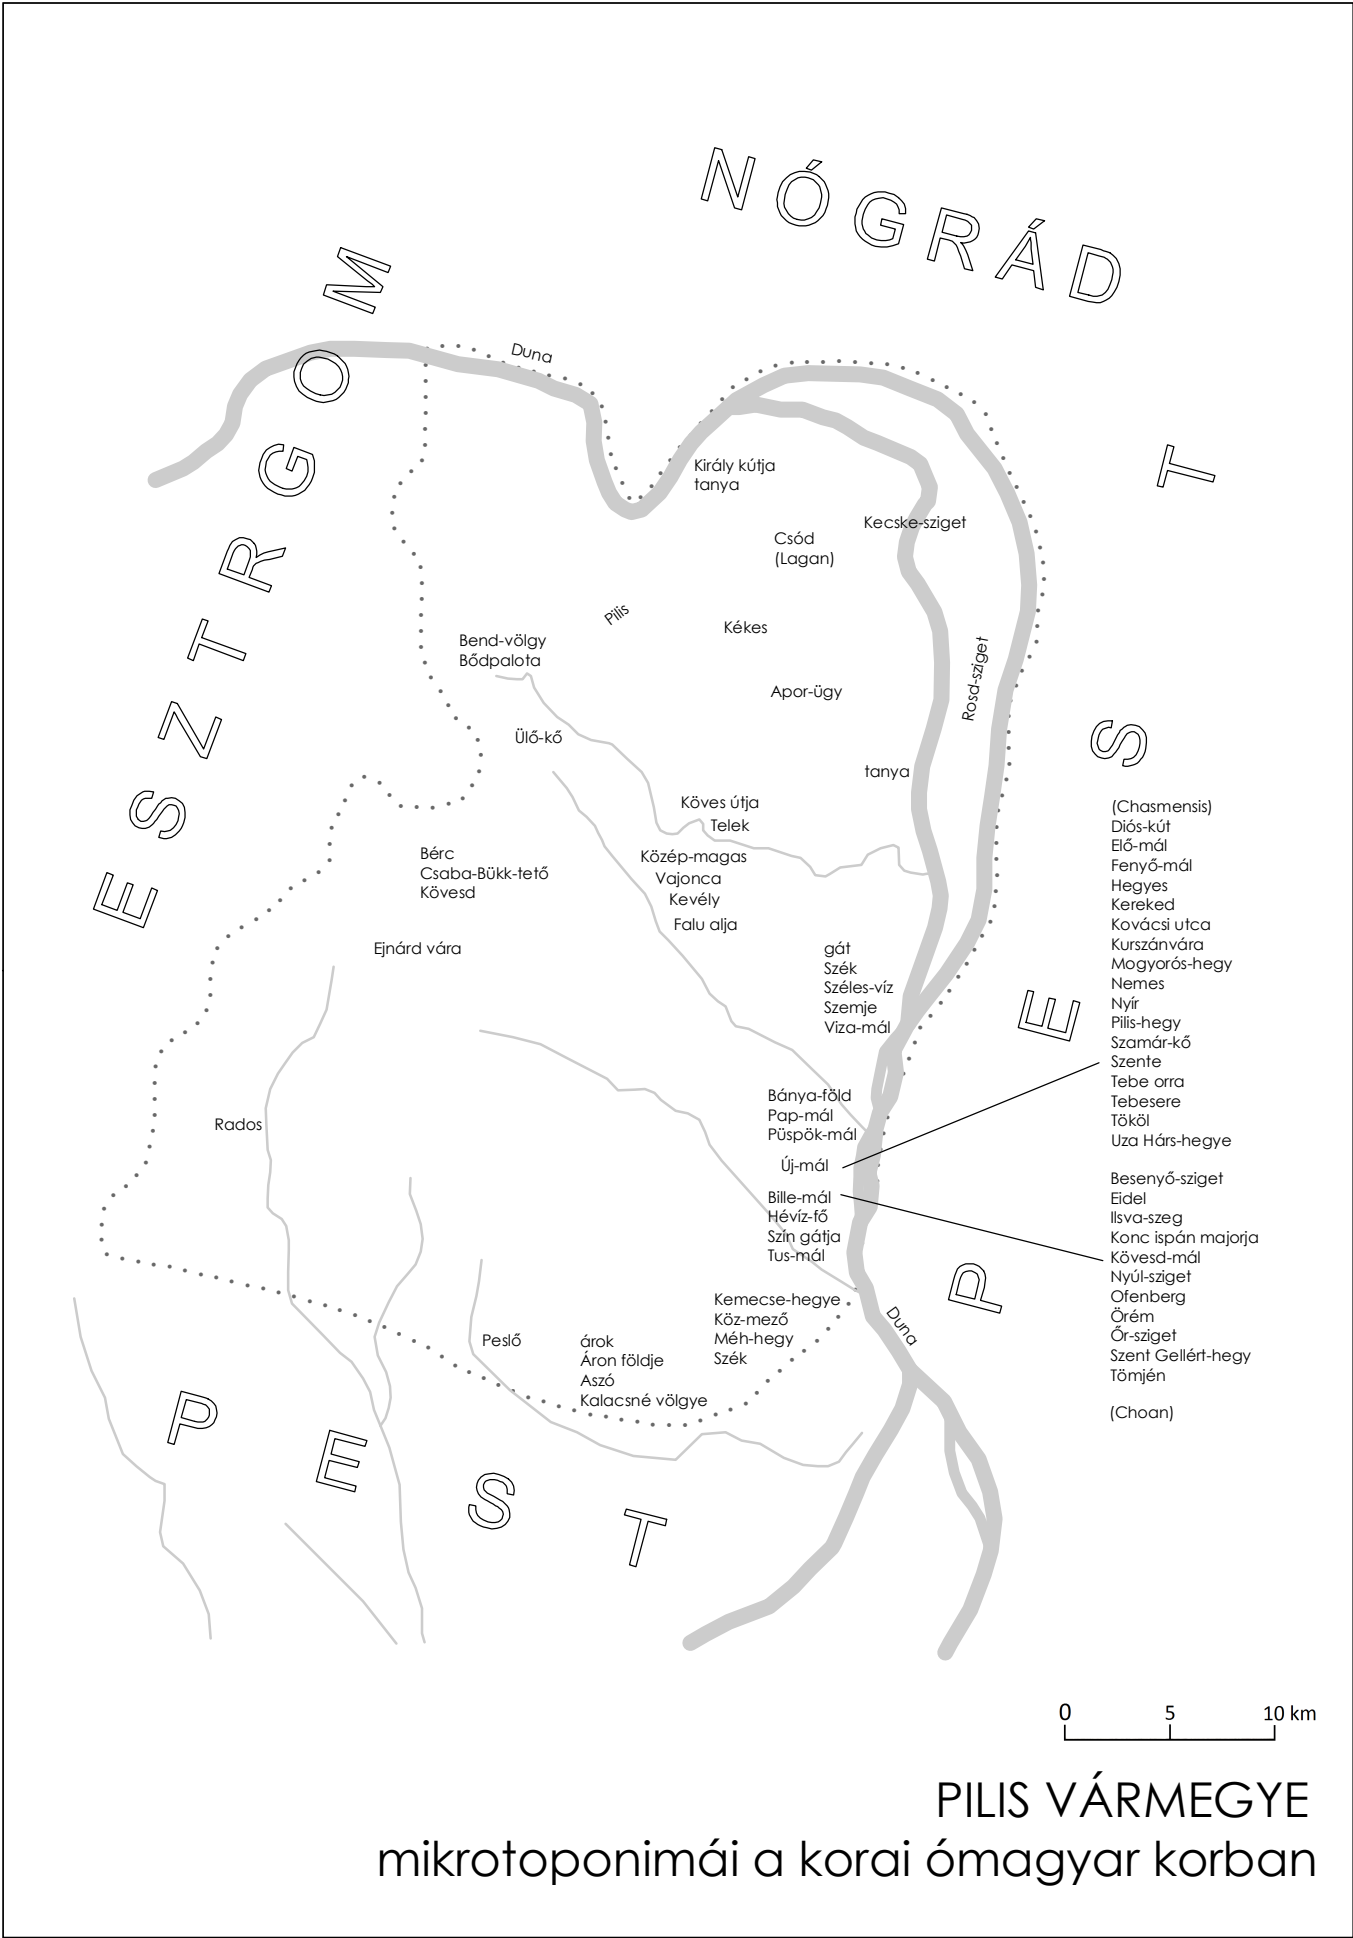 NÓGRÁD
ESZTRGOM
PEST
PEST
Duna
Király kútja
tanya
Kecske-sziget
Csód
(Lagan)
Pilis
Kékes
Bend-völgy
Bődpalota
Rosd-sziget
Apor-ügy
Ülő-kő
tanya
Köves útja
Telek
Bérc
Csaba-Bükk-tető
Kövesd
Közép-magas
Vajonca
Kevély
Falu alja
Ejnárd vára
gát
Szék
Széles-víz
Szemje
Viza-mál
(Chasmensis)
Diós-kút
Elő-mál
Fenyő-mál
Hegyes
Kereked
Kovácsi utca
Kurszánvára
Mogyorós-hegy
Nemes
Nyír
Pilis-hegy
Szamár-kő
Szente
Tebe orra
Tebesere
Tököl
Uza Hárs-hegye
Bánya-föld
Pap-mál
Püspök-mál
Új-mál
Rados
Bille-mál
Hévíz-fő
Szín gátja
Tus-mál
Besenyő-sziget
Eidel
Ilsva-szeg
Konc ispán majorja
Kövesd-mál
Nyúl-sziget
Ofenberg
Örém
Őr-sziget
Szent Gellért-hegy
Tömjén
(Choan)
Kemecse-hegye
Köz-mező
Méh-hegy
Szék
Duna
Peslő
árok
Áron földje
Aszó
Kalacsné völgye
0 5 10 km
PILIS VÁRMEGYE
mikrotoponimái a korai ómagyar korban